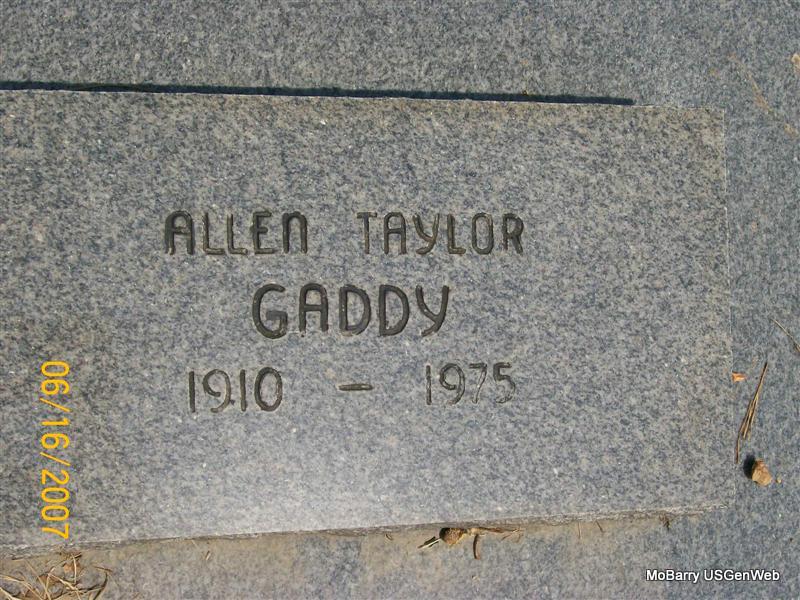 ALLEN TAYLOR
GADDY
1910 - 1975
06/16/2007
MoBarry USGenWeb